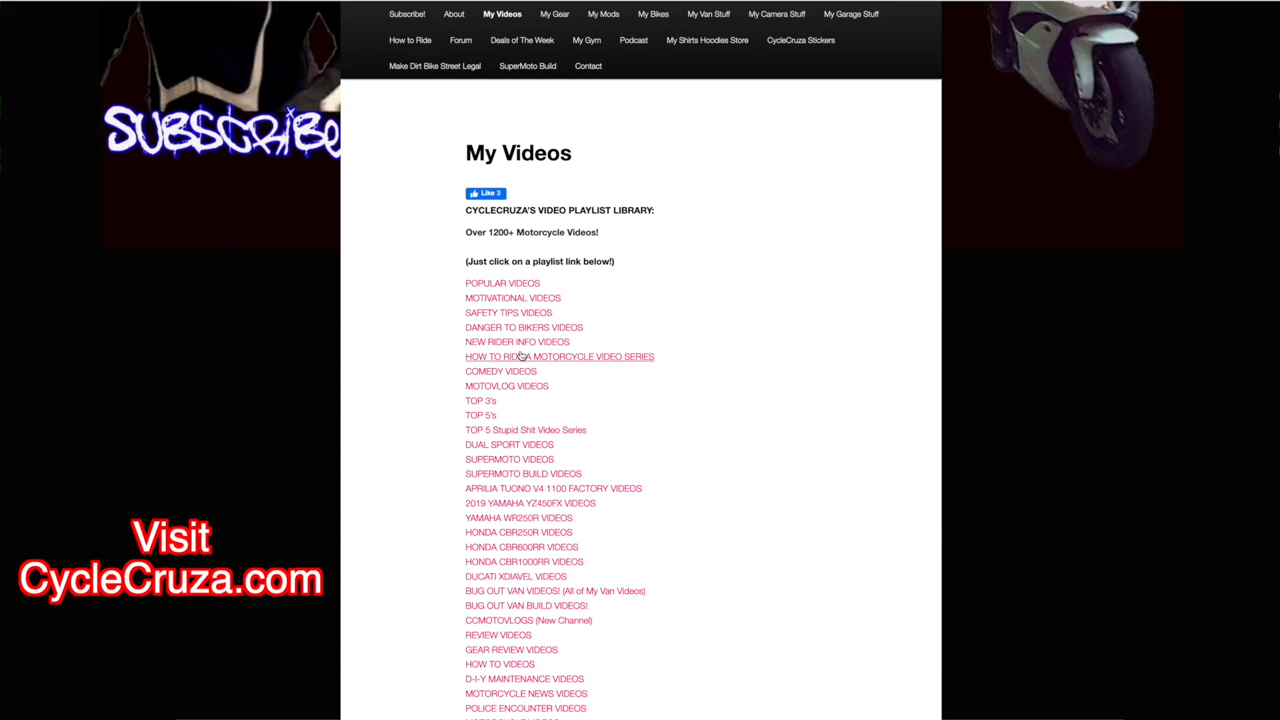 Subscribe! About My Videos My Gear My Mods My Bikes My Van Stuff My Camera Stuff My Garage Stuff
How to Ride Forum Deals of The Week My Gym Podcast My Shirts Hoodies Store CycleCruza Stickers
Make Dirt Bike Street Legal SuperMoto Build Contact
SUBSCRIBE
My Videos
Like 3
CYCLECRUZA'S VIDEO PLAYLIST LIBRARY:
Over 1200+ Motorcycle Videos!
(Just click on a playlist link below!)
POPULAR VIDEOS
MOTIVATIONAL VIDEOS
SAFETY TIPS VIDEOS
DANGER TO BIKERS VIDEOS
NEW RIDER INFO VIDEOS
HOW TO RIDE A MOTORCYCLE VIDEO SERIES
COMEDY VIDEOS
MOTOVLOG VIDEOS
TOP 3's
TOP 5's
TOP 5 Stupid Shit Video Series
DUAL SPORT VIDEOS
SUPERMOTO VIDEOS
SUPERMOTO BUILD VIDEOS
APRILIA TUONO V4 1100 FACTORY VIDEOS
2019 YAMAHA YZ450FX VIDEOS
YAMAHA WR250R VIDEOS
HONDA CBR250R VIDEOS
HONDA CBR600RR VIDEOS
HONDA CBR1000RR VIDEOS
DUCATI XDIAVEL VIDEOS
BUG OUT VAN VIDEOS! (All of My Van Videos)
BUG OUT VAN BUILD VIDEOS!
CCMOTOVLOGS (New Channel)
REVIEW VIDEOS
GEAR REVIEW VIDEOS
HOW TO VIDEOS
D-I-Y MAINTENANCE VIDEOS
MOTORCYCLE NEWS VIDEOS
POLICE ENCOUNTER VIDEOS
Visit
CycleCruza.com